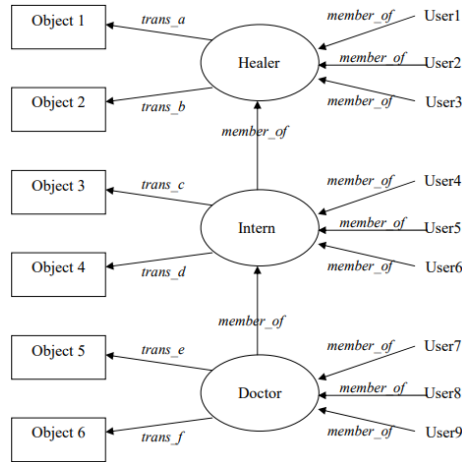 Object 1
trans_a
member_of
User1
Healer
member_of
User2
Object 2
trans_b
member_of
User3
member_of
Object 3
trans_c
member_of
User4
Intern
member_of
User5
Object 4
trans_d
member_of
User6
member_of
Object 5
trans_e
member_of
User7
Doctor
member_of
User8
Object 6
trans_f
member_of
User9